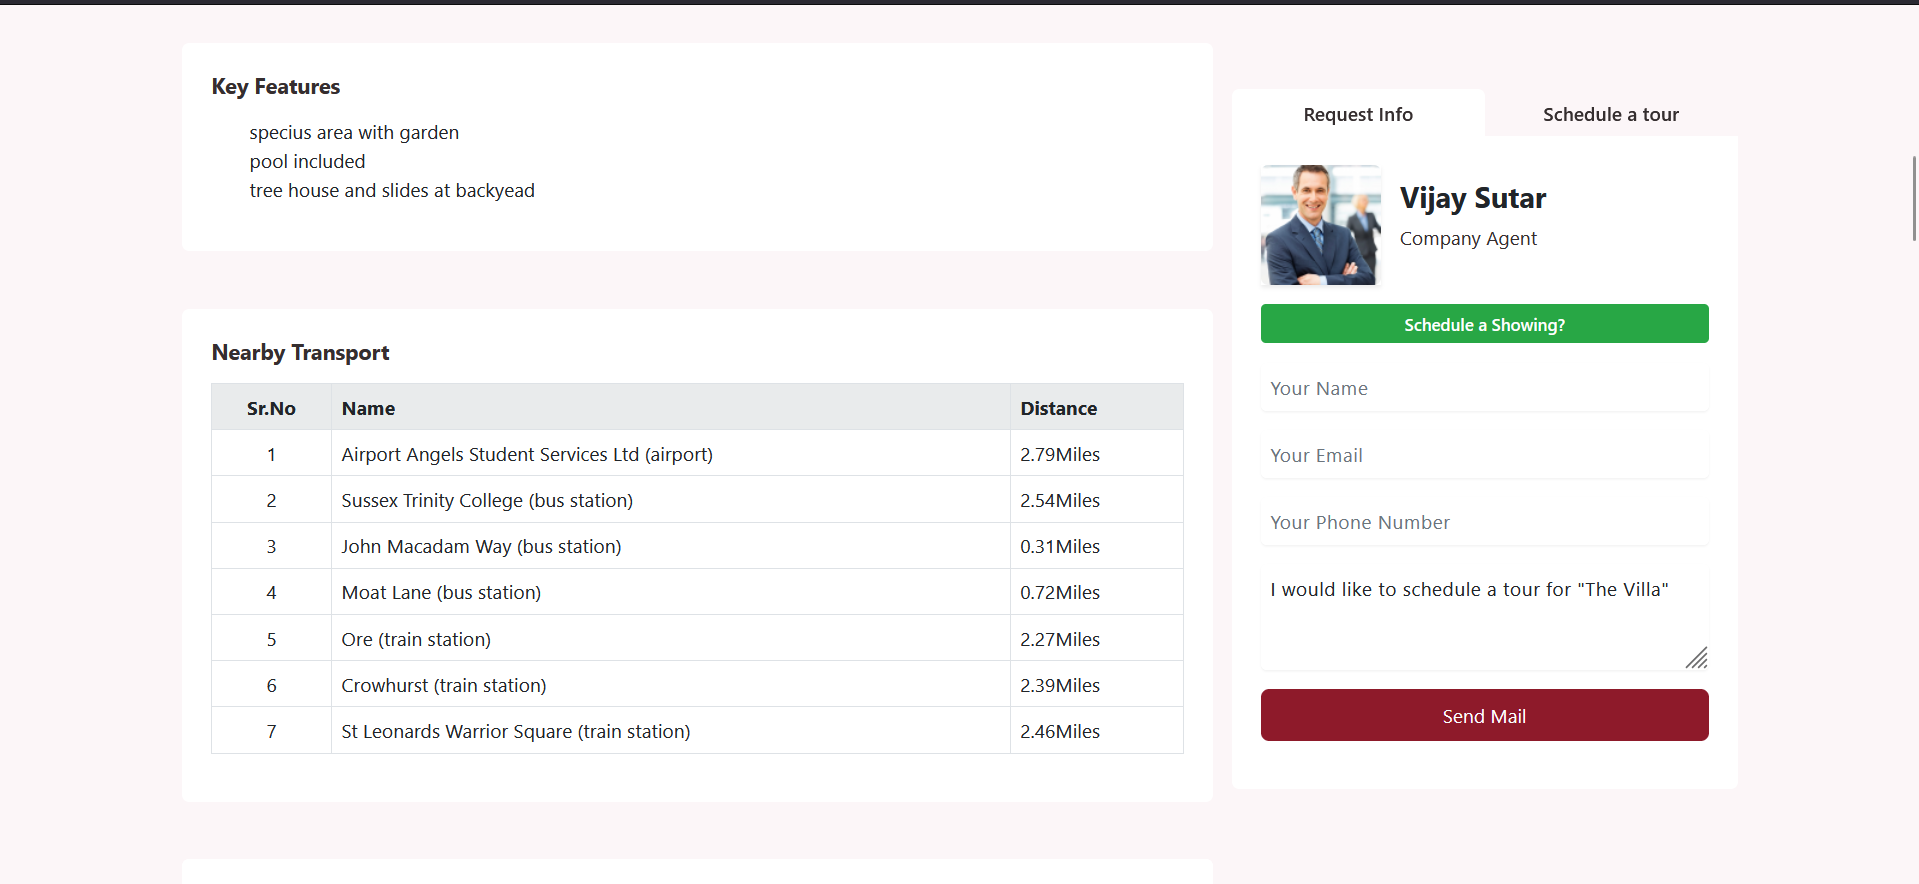 Key Features
specius area with garden
pool included
tree house and slides at backyead
Nearby Transport
Sr.No Name Distance
1 Airport Angels Student Services Ltd (airport) 2.79Miles
2 Sussex Trinity College (bus station) 2.54Miles
3 John Macadam Way (bus station) 0.31Miles
4 Moat Lane (bus station) 0.72Miles
5 Ore (train station) 2.27Miles
6 Crowhurst (train station) 2.39Miles
7 St Leonards Warrior Square (train station) 2.46Miles
Request Info Schedule a tour
Vijay Sutar
Company Agent
Schedule a Showing?
Your Name
Your Email
Your Phone Number
I would like to schedule a tour for "The Villa"
Send Mail